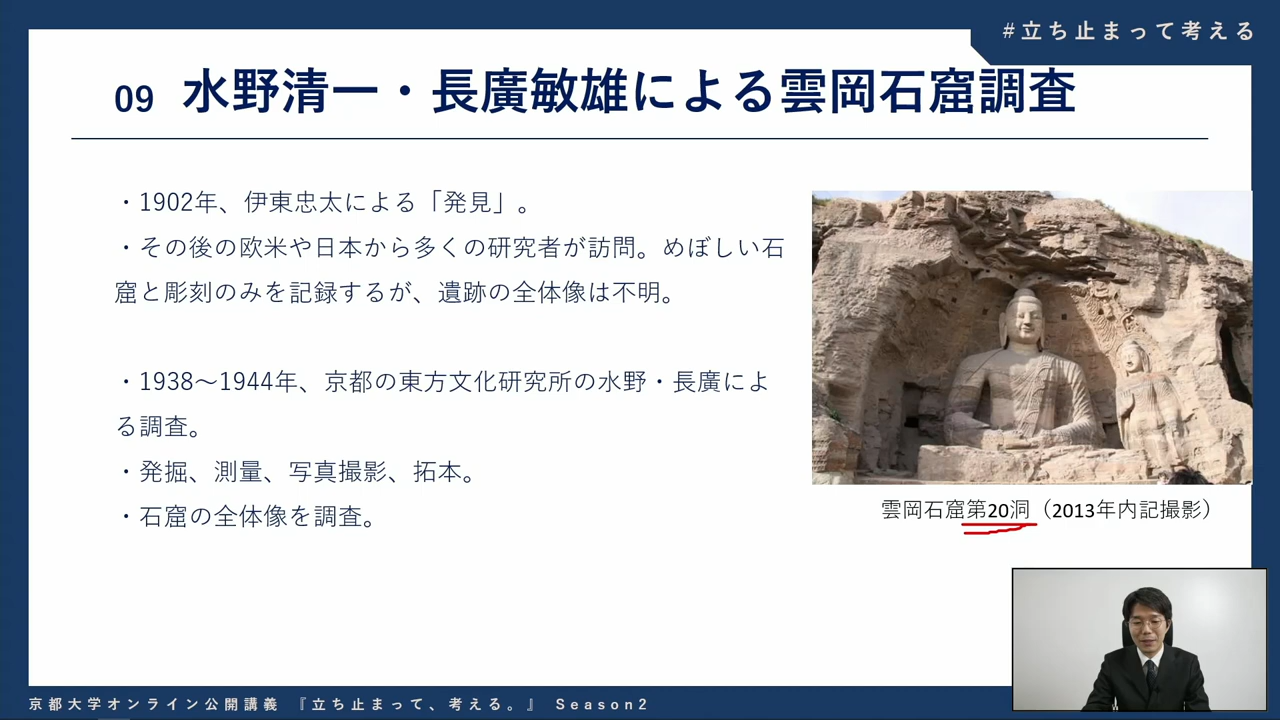 #立ち止まって考える
09 水野清一・長廣敏雄による雲岡石窟調査
・1902年、伊東忠太による「発見」。
・その後の欧米や日本から多くの研究者が訪問。めぼしい石
窟と彫刻のみを記録するが、遺跡の全体像は不明。
・1938～1944年、京都の東方文化研究所の水野・長廣によ
る調査。
・発掘、測量、写真撮影、拓本。
・石窟の全体像を調査。
雲岡石窟第20洞（2013年内記撮影）
京都大学オンライン公開講義 『立ち止まって、考える。』 Season2